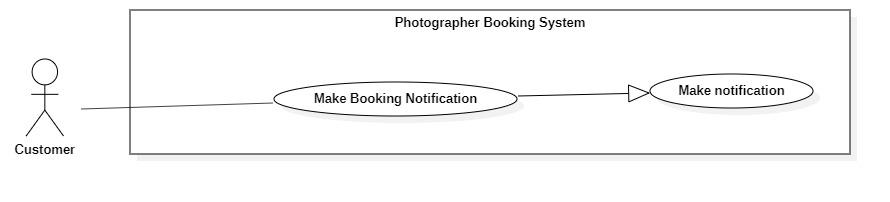 Photographer Booking System
Make Booking Notification
Make notification
Customer